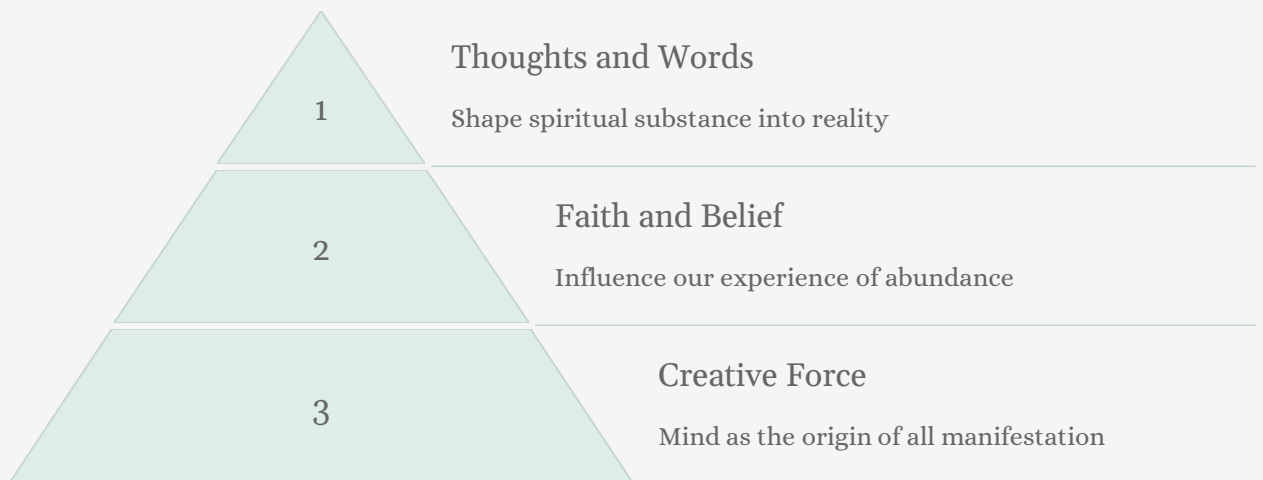 1
Thoughts and Words
Shape spiritual substance into reality
2
Faith and Belief
Influence our experience of abundance
3
Creative Force
Mind as the origin of all manifestation